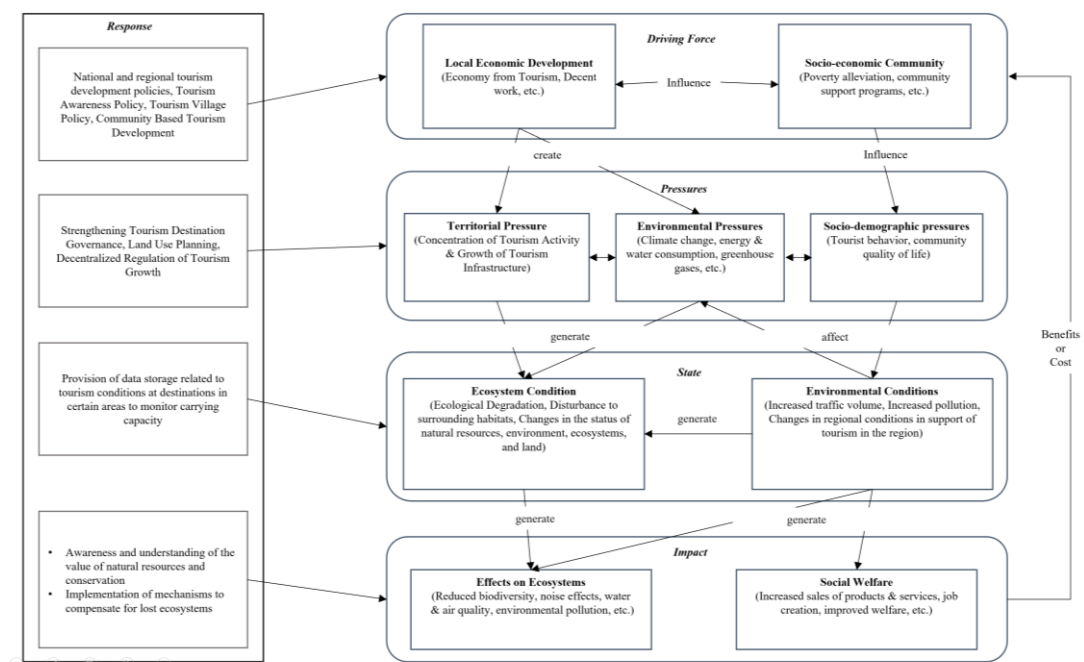 Response
National and regional tourism
development policies, Tourism
Awareness Policy, Tourism Village
Policy, Community Based Tourism
Development
Strengthening Tourism Destination
Governance, Land Use Planning,
Decentralized Regulation of Tourism
Growth
Provision of data storage related to
tourism conditions at destinations in
certain areas to monitor carrying
capacity
• Awareness and understanding of the
value of natural resources and
conservation
• Implementation of mechanisms to
compensate for lost ecosystems
Driving Force
Local Economic Development
(Economy from Tourism, Decent
work, etc.)
Influence
Socio-economic Community
(Poverty alleviation, community
support programs, etc.)
create
Influence
Pressures
Territorial Pressure
(Concentration of Tourism Activity
& Growth of Tourism
Infrastructure)
Environmental Pressures
(Climate change, energy &
water consumption, greenhouse
gases, etc.)
Socio-demographic pressures
(Tourist behavior, community
quality of life)
generate
affect
State
Ecosystem Condition
(Ecological Degradation, Disturbance to
surrounding habitats, Changes in the status of
natural resources, environment, ecosystems,
and land)
generate
Environmental Conditions
(Increased traffic volume, Increased pollution,
Changes in regional conditions in support of
tourism in the region)
generate
generate
Impact
Effects on Ecosystems
(Reduced biodiversity, noise effects, water
& air quality, environmental pollution, etc.)
Social Welfare
(Increased sales of products & services, job
creation, improved welfare, etc.)
Benefits
or
Cost